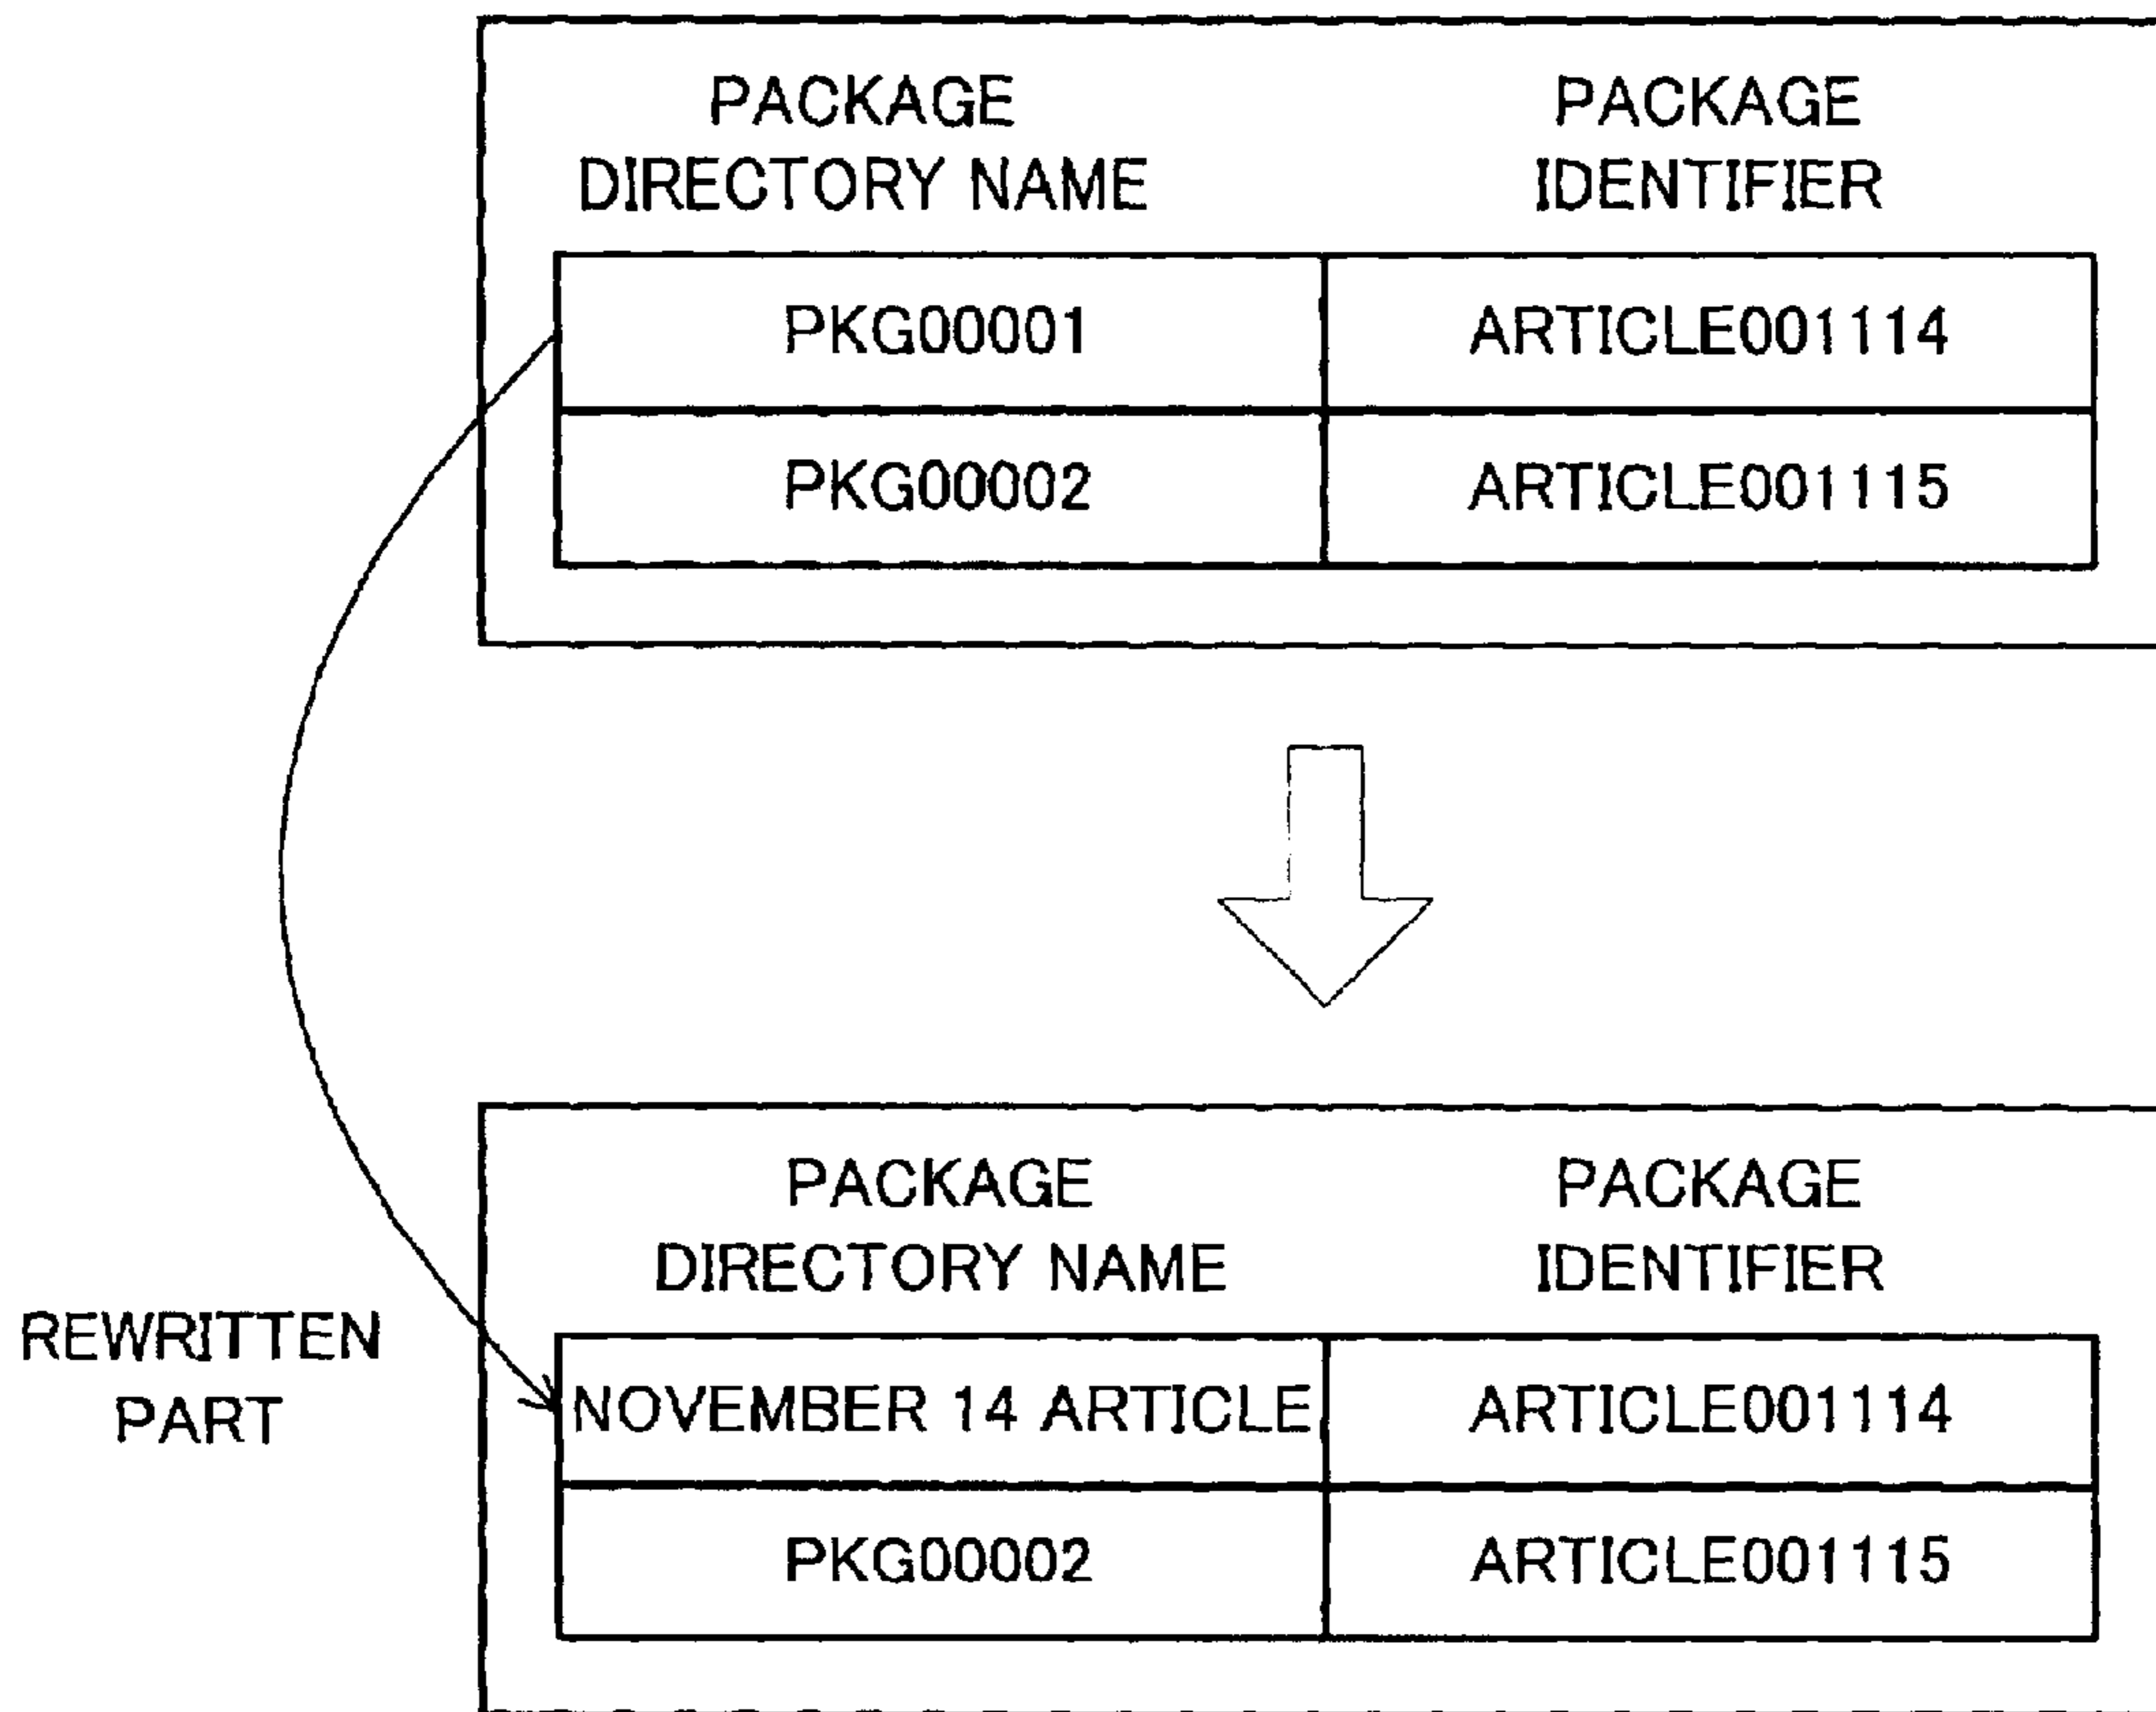 PACKAGE
DIRECTORY NAME
PACKAGE
IDENTIFIER
PKG00001
ARTICLE001114
PKG00002
ARTICLE001115
PACKAGE
DIRECTORY NAME
PACKAGE
IDENTIFIER
REWRITTEN
PART
NOVEMBER 14 ARTICLE
ARTICLE001114
PKG00002
ARTICLE001115